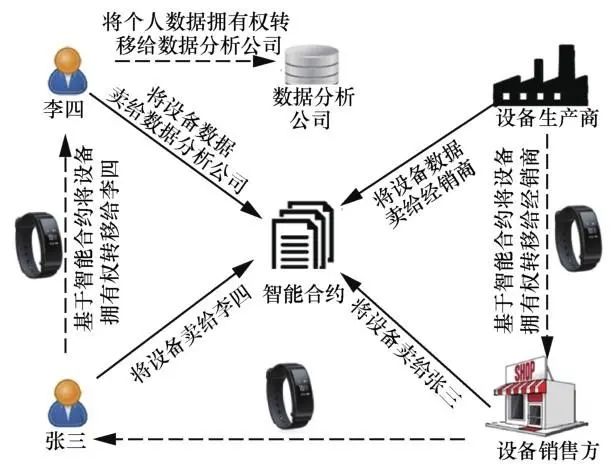 将个人数据拥有权转
移给数据分析公司
李四
数据分析
公司
设备生产商
将设备数据
卖给数据分析公司
将设备数据
卖给经销商
基于智能合约将设备
拥有权转移给李四
基于智能合约将设备
拥有权转移给经销商
智能合约
将设备卖给李四
将设备卖给张三
SHOP
张三
设备销售方